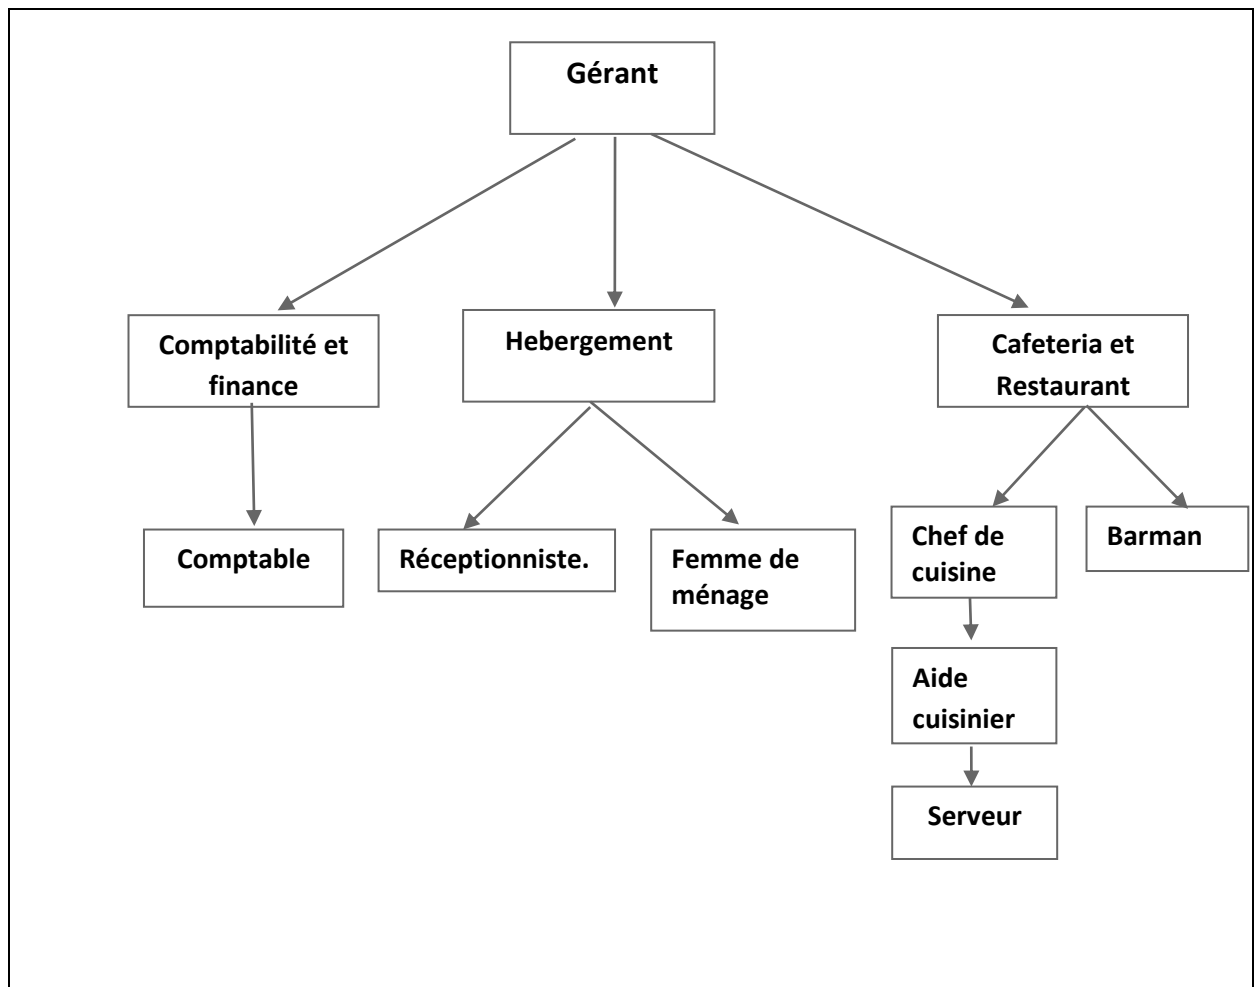 Gérant
Comptabilité et
finance
Hebergement
Cafeteria et
Restaurant
Comptable
Réceptionniste.
Femme de
ménage
Chef de
cuisine
Barman
Aide
cuisinier
Serveur